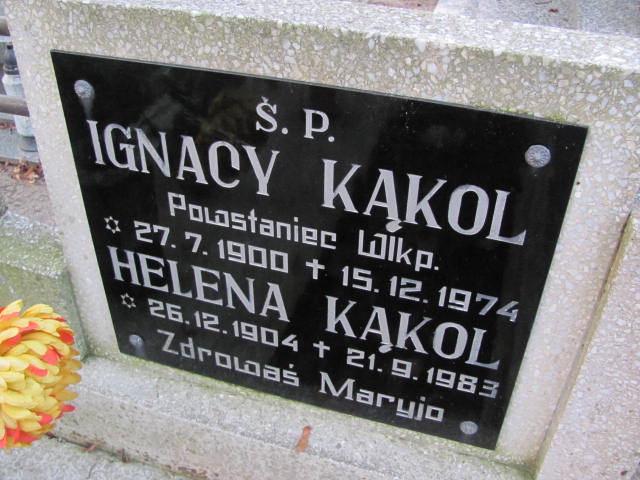 Ś. P.
IGNACY KĄKOL
Powstaniec Wlkp.
✡ 27. 7. 1900 ✝ 15. 12. 1974
HELENA KĄKOL
✡ 26. 12. 1904 ✝ 21. 9. 1983
Zdrowaś Maryjo